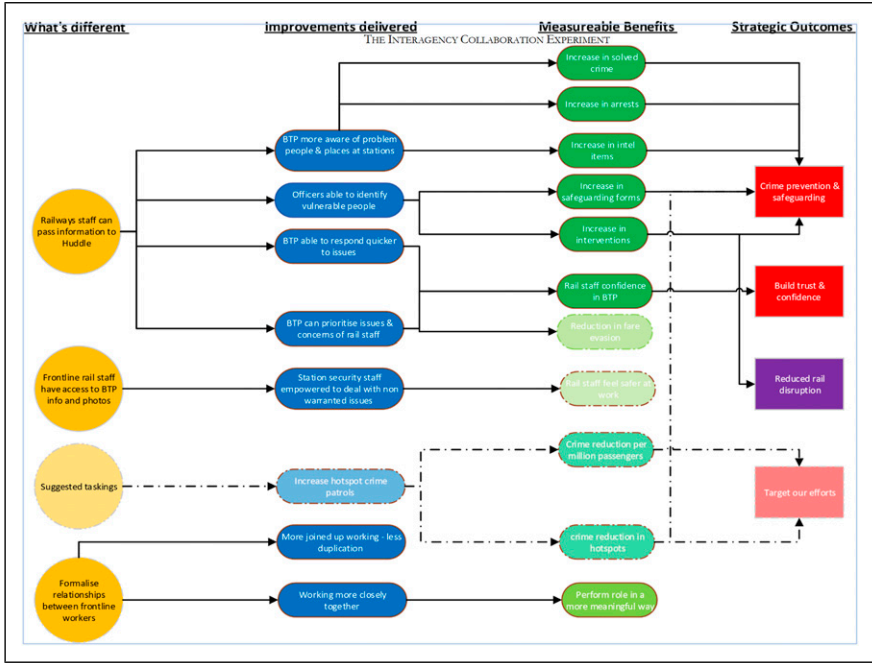 What's different
Improvements delivered
Measureable Benefits
Strategic Outcomes
THE INTERAGENCY COLLABORATION EXPERIMENT
Increase in solved
crime
Increase in arrests
BTP more aware of problem
people & places at stations
Increase in intel
items
Officers able to identify
vulnerable people
Increase in
safeguarding forms
Crime prevention &
safeguarding
Railways staff can
pass information to
Huddle
BTP able to respond quicker
to issues
Increase in
interventions
Rail staff confidence
in BTP
Build trust &
confidence
BTP can prioritise issues &
concerns of rail staff
Reduction in fare
evasion
Frontline rail staff
have access to BTP
info and photos
Station security staff
empowered to deal with non
warranted issues
Rail staff feel safer at
work
Reduced rail
disruption
Crime reduction per
million passengers
Suggested taskings
Increase hotspot crime
patrols
Target our efforts
More joined up working - less
duplication
crime reduction in
hotspots
Formalise
relationships
between frontline
workers
Working more closely
together
Perform role in a
more meaningful way